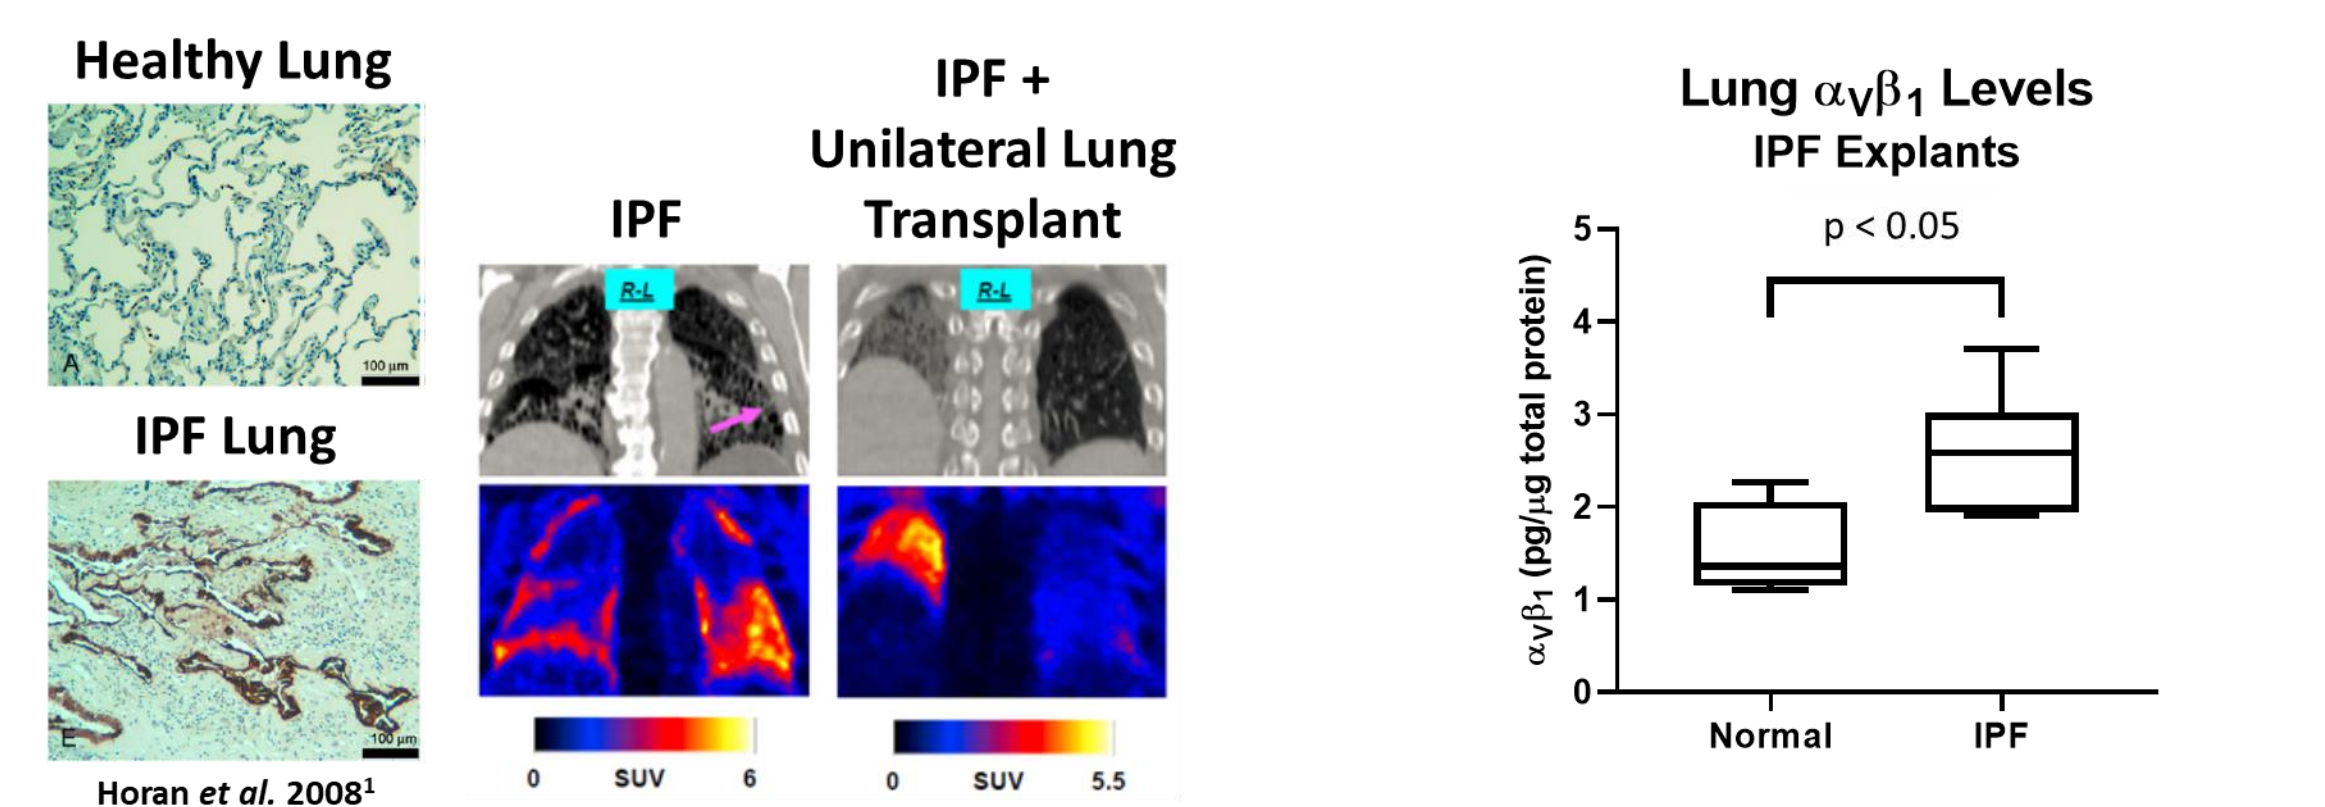 Healthy Lung
A
100 µm
IPF Lung
E
100 µm
Horan et al. 2008¹
IPF
IPF +
Unilateral Lung
Transplant
R-L
R-L
0 SUV 6
0 SUV 5.5
Lung αVβ1 Levels
IPF Explants
p < 0.05
αVβ1 (pg/µg total protein)
5
4
3
2
1
0
Normal IPF